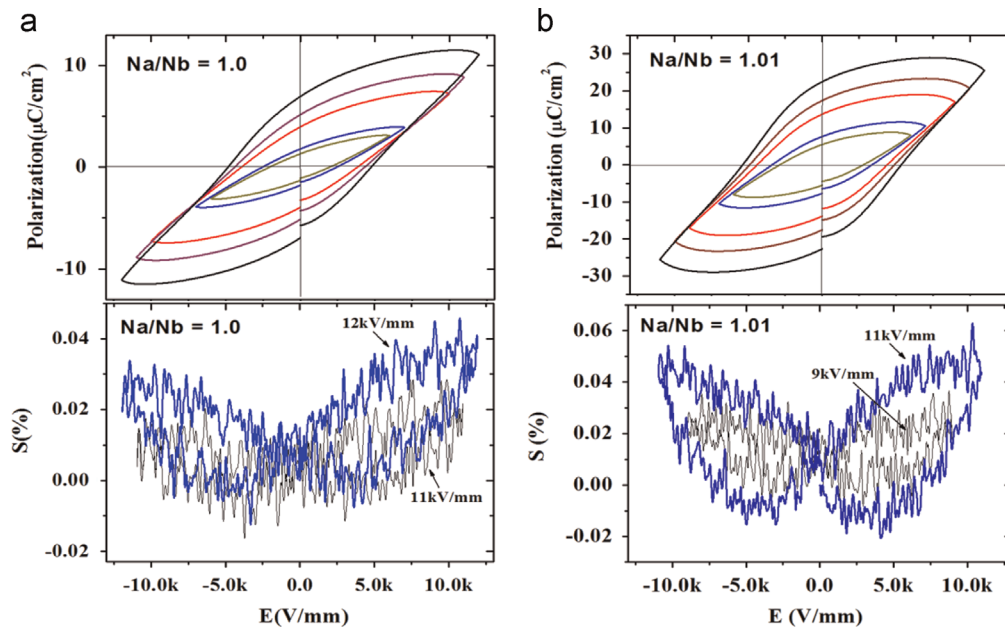 a
Na/Nb = 1.0
Polarization(μC/cm²)
10
0
-10
Na/Nb = 1.0
12kV/mm
11kV/mm
S(%)
0.04
0.02
0.00
-0.02
-10.0k -5.0k 0.0 5.0k 10.0k
E(V/mm)
b
Na/Nb = 1.01
Polarization (μC/cm²)
30
20
10
0
-10
-20
-30
Na/Nb = 1.01
11kV/mm
9kV/mm
S (%)
0.06
0.04
0.02
0.00
-0.02
-10.0k -5.0k 0.0 5.0k 10.0k
E (V/mm)